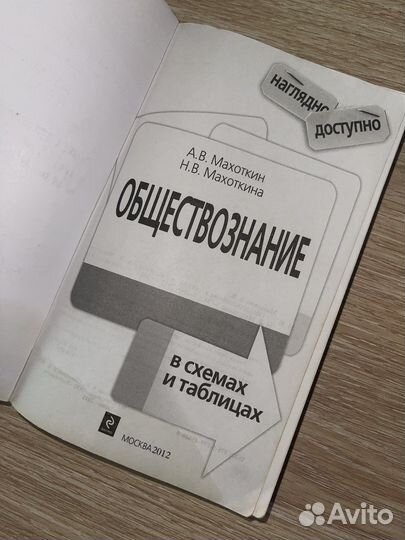 наглядно
доступно
А.В. Махоткин
Н.В. Махоткина
ОБЩЕСТВОЗНАНИЕ
в схемах
и таблицах
МОСКВА 2012
Avito